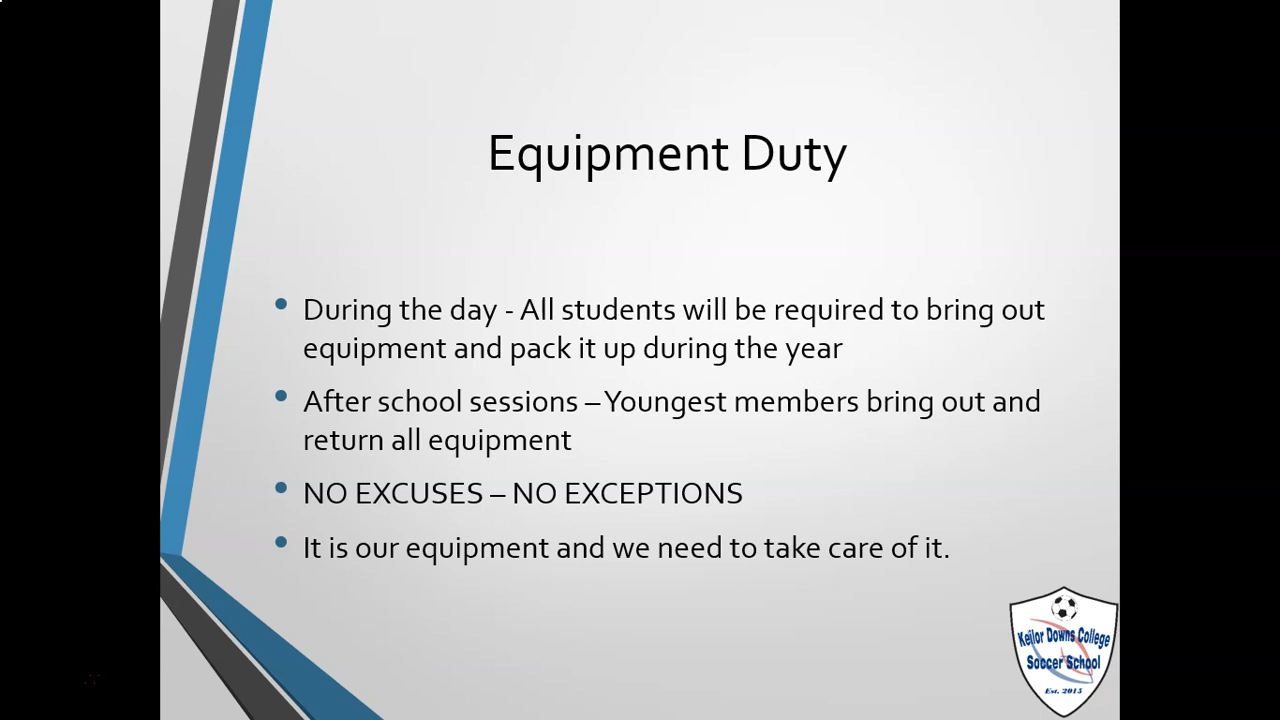 Equipment Duty
During the day - All students will be required to bring out
equipment and pack it up during the year
After school sessions – Youngest members bring out and
return all equipment
NO EXCUSES – NO EXCEPTIONS
It is our equipment and we need to take care of it.
Keilor Downs College
Soccer School
Est. 2015